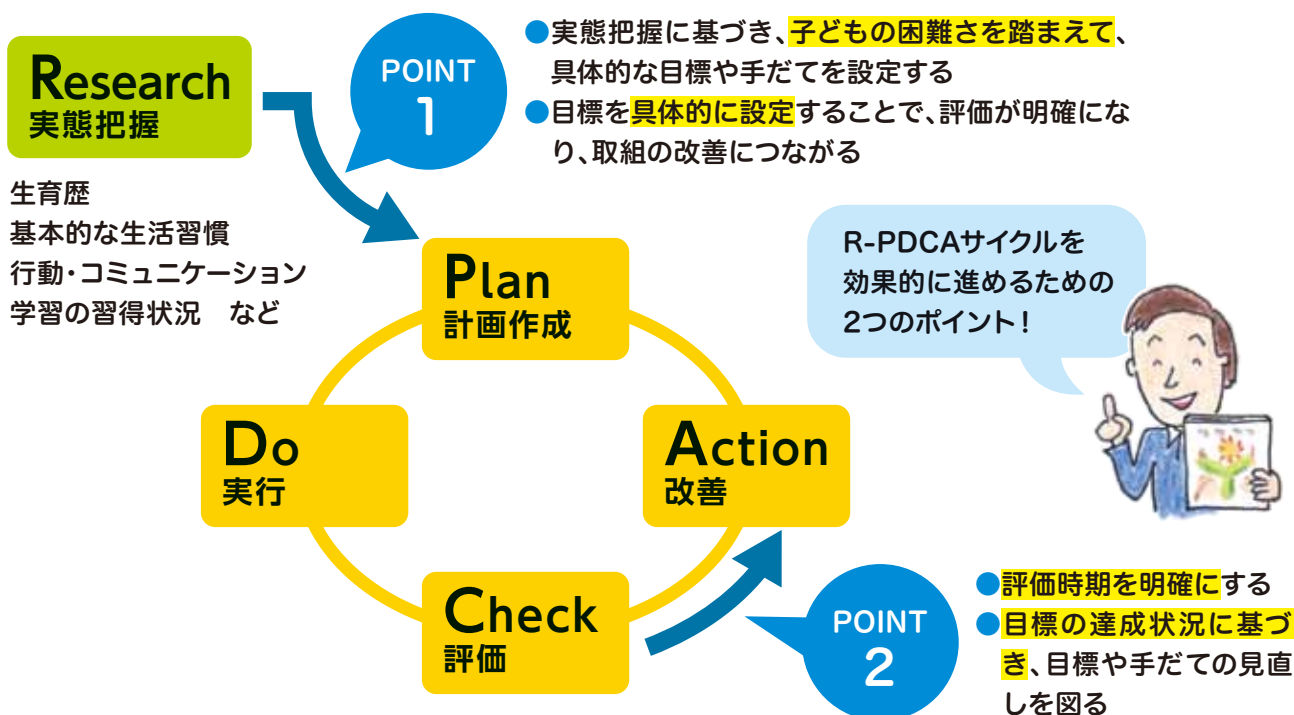 Research
実態把握
生育歴
基本的な生活習慣
行動・コミュニケーション
学習の習得状況　など
POINT
1
●実態把握に基づき、子どもの困難さを踏まえて、
具体的な目標や手だてを設定する
●目標を具体的に設定することで、評価が明確にな
り、取組の改善につながる
R-PDCAサイクルを
効果的に進めるための
2つのポイント！
Plan
計画作成
Do
実行
Action
改善
Check
評価
POINT
2
●評価時期を明確にする
●目標の達成状況に基づ
き、目標や手だての見直
しを図る